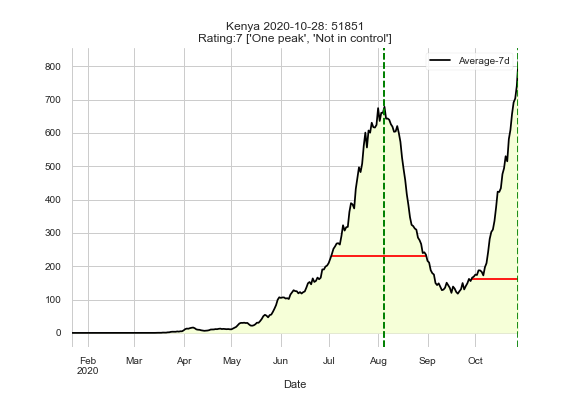 Kenya 2020-10-28: 51851
Rating:7 ['One peak', 'Not in control']
Average-7d
800
700
600
500
400
300
200
100
0
Feb Mar Apr May Jun Jul Aug Sep Oct
2020
Date